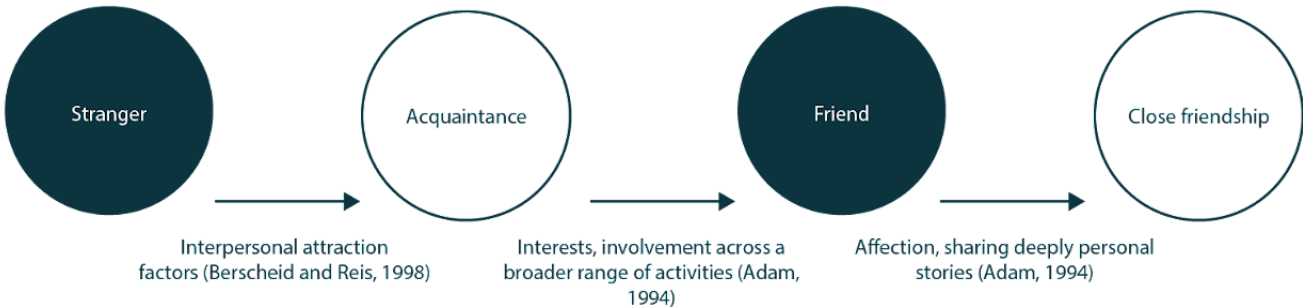 Stranger
Acquaintance
Friend
Close friendship
Interpersonal attraction
factors (Berscheid and Reis, 1998)
Interests, involvement across a
broader range of activities (Adam,
1994)
Affection, sharing deeply personal
stories (Adam, 1994)